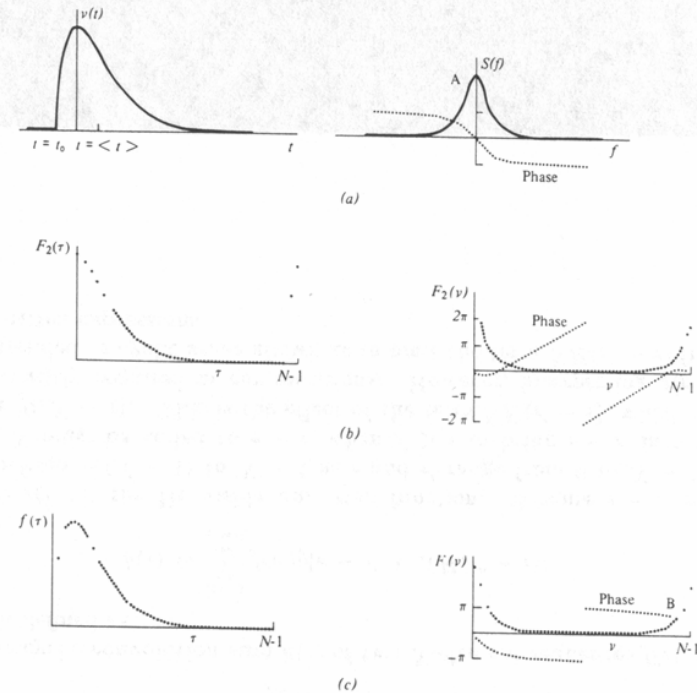 v(t)
t = t₀ t = < t > t
A S(f)
f
Phase
(a)
F₂(τ)
τ N-1
F₂(ν)
2π
π
-π
-2π
Phase
ν N-1
(b)
f(τ)
τ N-1
F(ν)
π
-π
Phase B
ν N-1
(c)